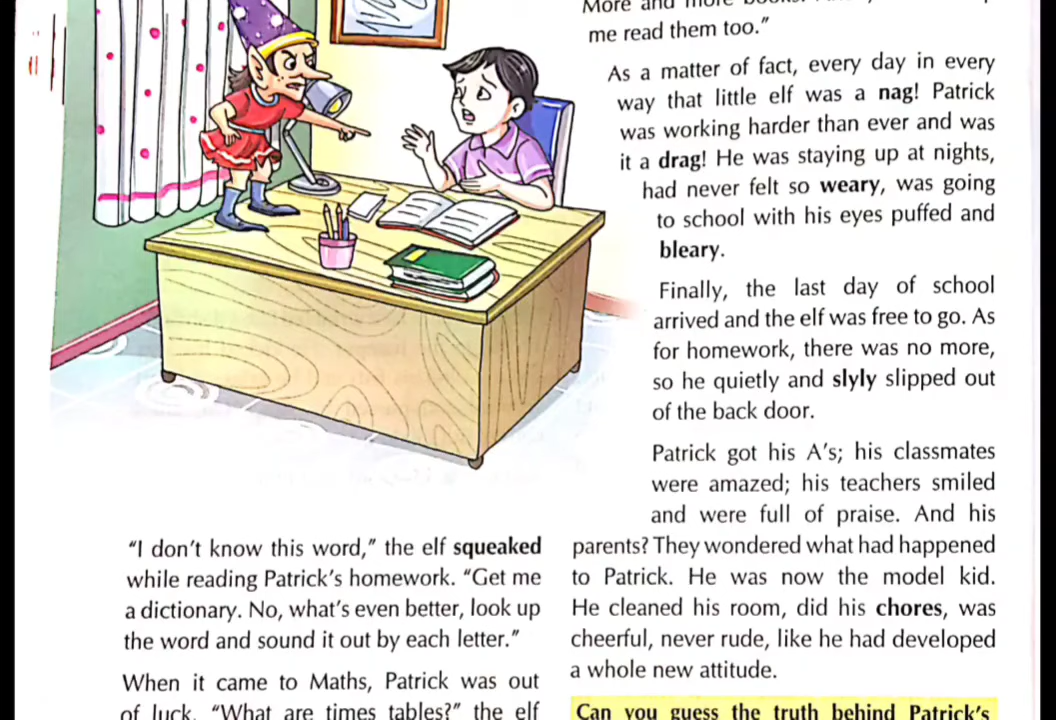 “I don’t know this word,” the elf squeaked
while reading Patrick’s homework. “Get me
a dictionary. No, what’s even better, look up
the word and sound it out by each letter.”
When it came to Maths, Patrick was out
of luck. “What are times tables?” the elf
More and more books.
me read them too.”
As a matter of fact, every day in every
way that little elf was a nag! Patrick
was working harder than ever and was
it a drag! He was staying up at nights,
had never felt so weary, was going
to school with his eyes puffed and
bleary.
Finally, the last day of school
arrived and the elf was free to go. As
for homework, there was no more,
so he quietly and slyly slipped out
of the back door.
Patrick got his A’s; his classmates
were amazed; his teachers smiled
and were full of praise. And his
parents? They wondered what had happened
to Patrick. He was now the model kid.
He cleaned his room, did his chores, was
cheerful, never rude, like he had developed
a whole new attitude.
Can you guess the truth behind Patrick’s